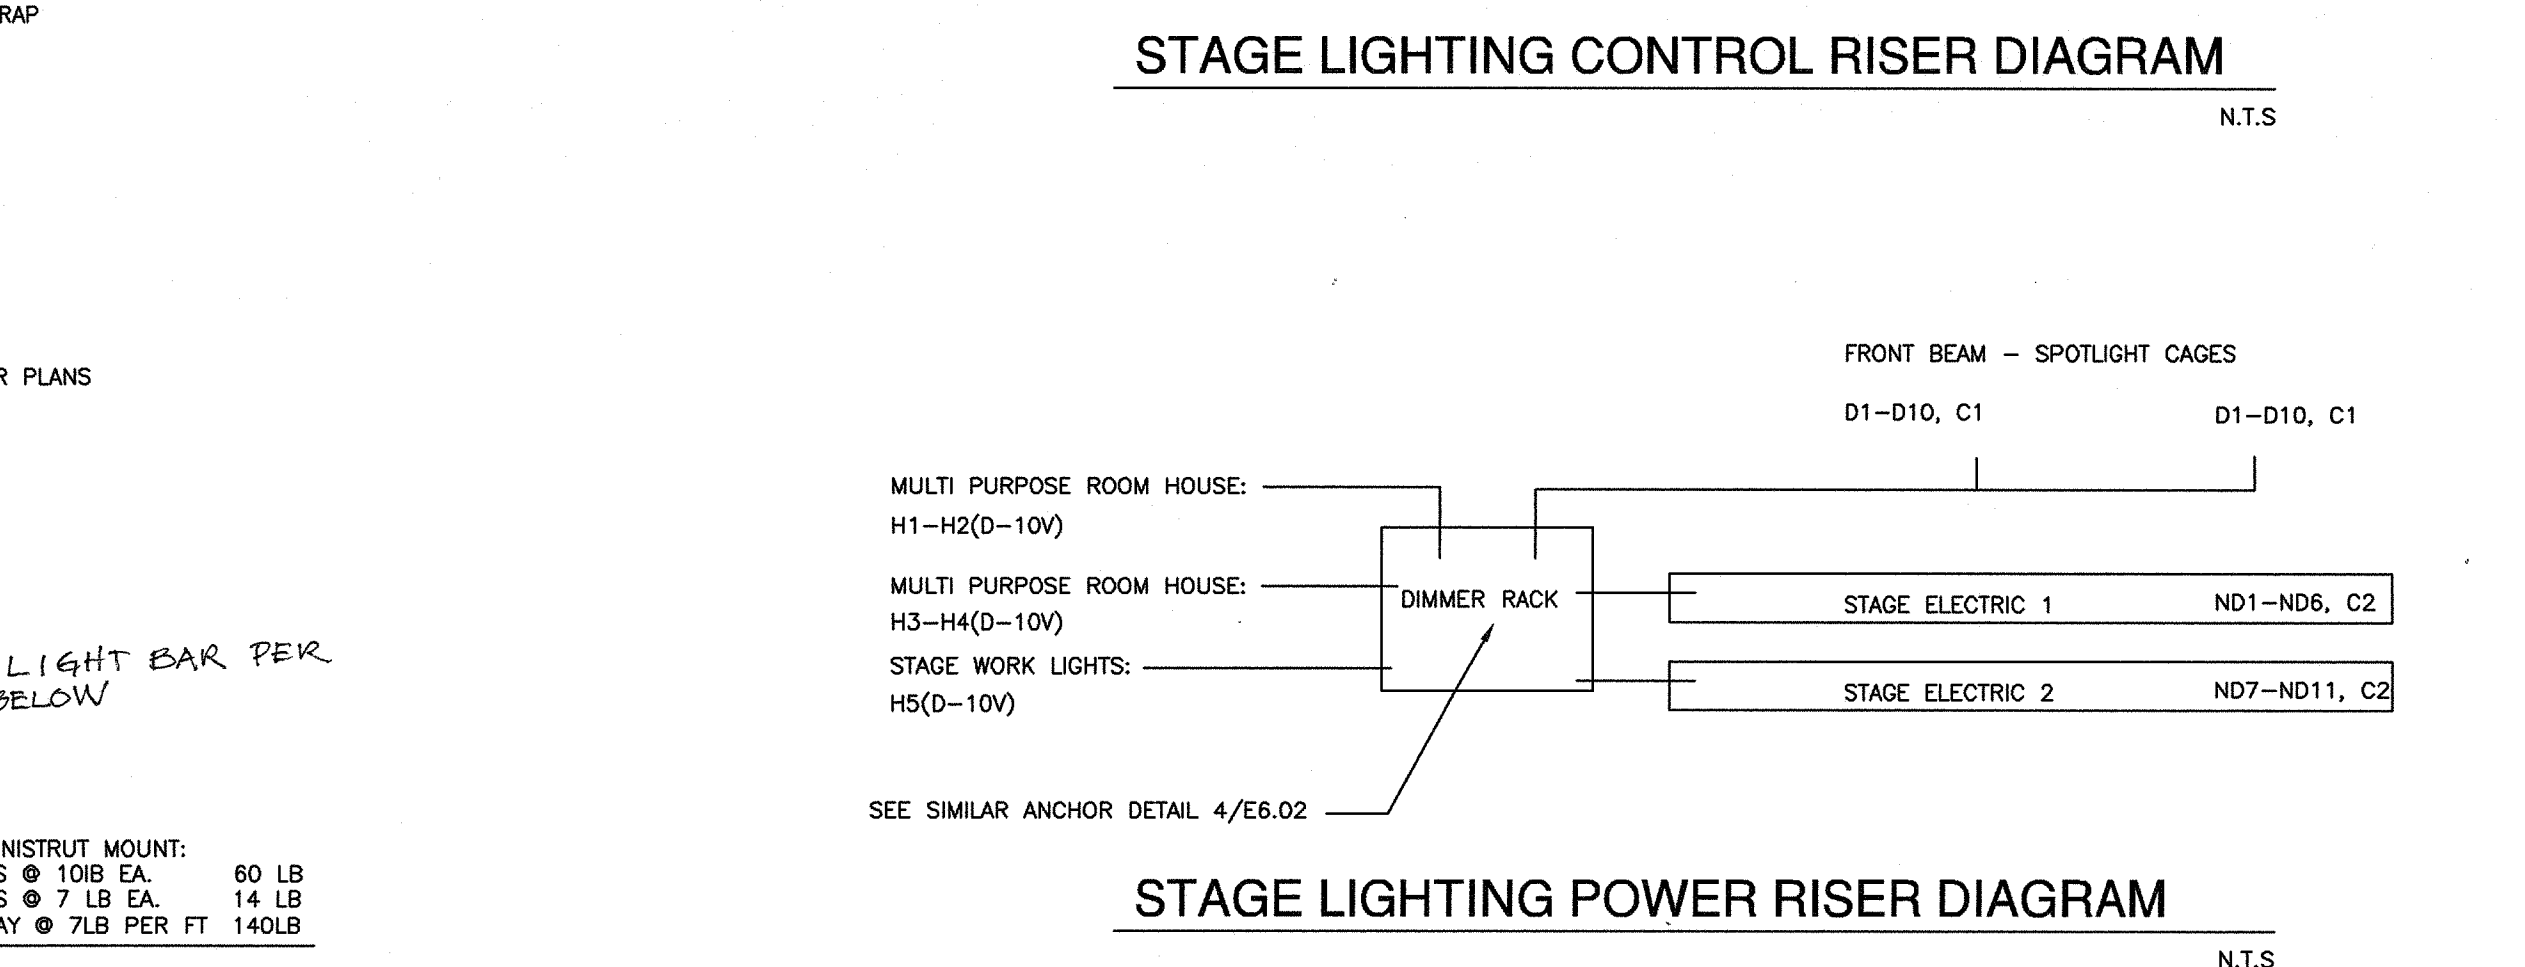 RAP
STAGE LIGHTING CONTROL RISER DIAGRAM
N.T.S
FRONT BEAM – SPOTLIGHT CAGES
R PLANS
D1–D10, C1
D1–D10, C1
MULTI PURPOSE ROOM HOUSE:
H1–H2(D–10V)
MULTI PURPOSE ROOM HOUSE:
H3–H4(D–10V)
DIMMER RACK
STAGE ELECTRIC 1 ND1–ND6, C2
LIGHT BAR PER
BELOW
STAGE WORK LIGHTS:
H5(D–10V)
STAGE ELECTRIC 2 ND7–ND11, C2
SEE SIMILAR ANCHOR DETAIL 4/E6.02
NISTRUT MOUNT:
S @ 10IB EA. 60 LB
S @ 7 LB EA. 14 LB
AY @ 7LB PER FT 140LB
STAGE LIGHTING POWER RISER DIAGRAM
N.T.S